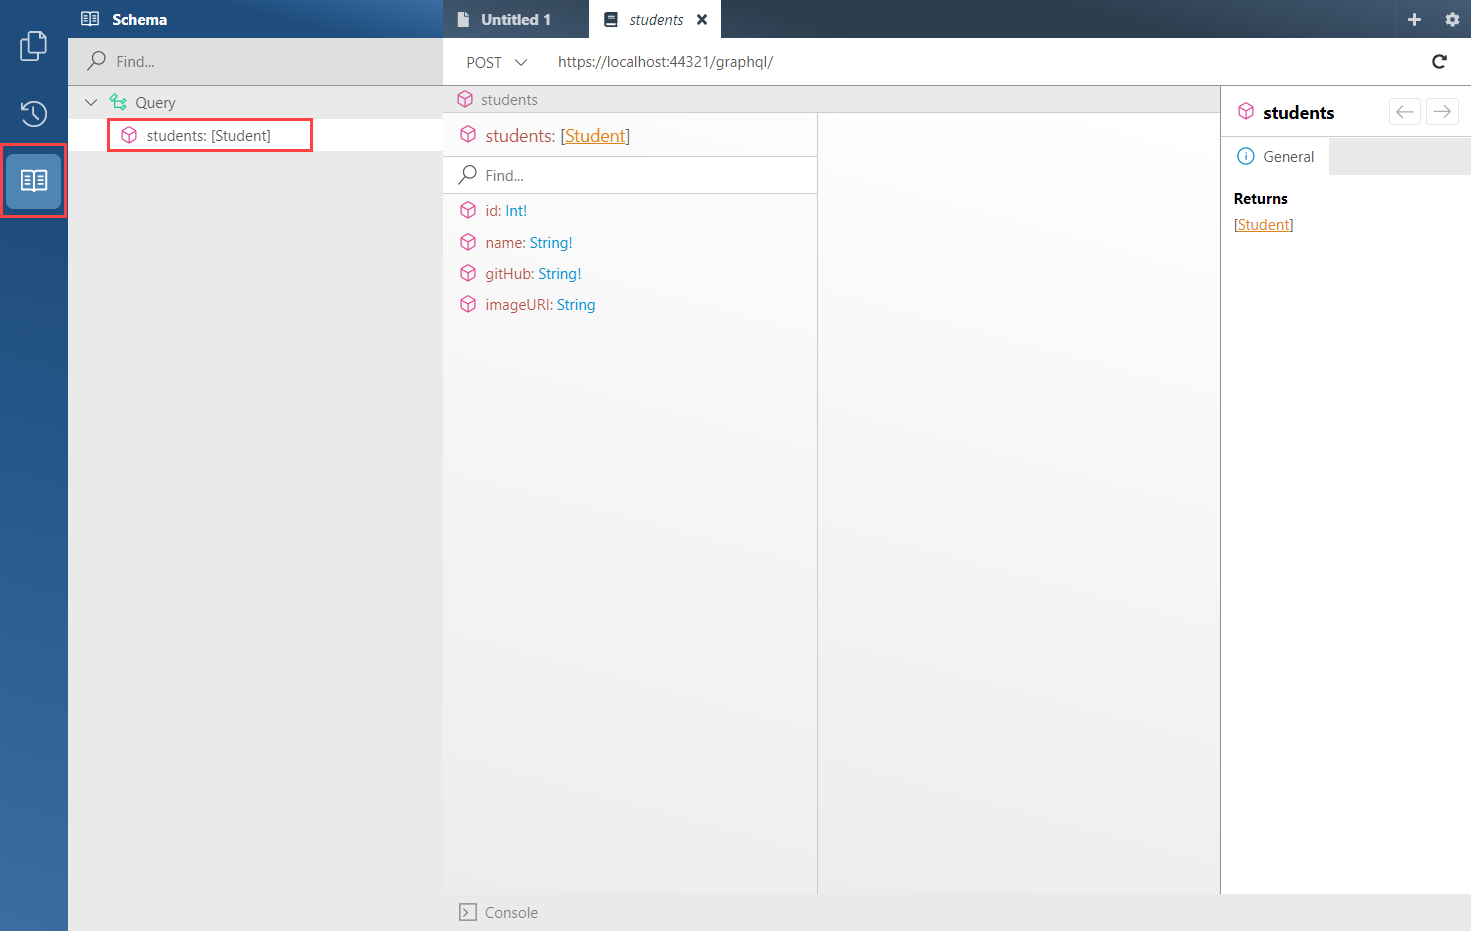 Schema
Untitled 1
students
Find...
POST
https://localhost:44321/graphql/
Query
students: [Student]
students
students: [Student]
Find...
id: Int!
name: String!
gitHub: String!
imageURI: String
students
General
Returns
[Student]
Console